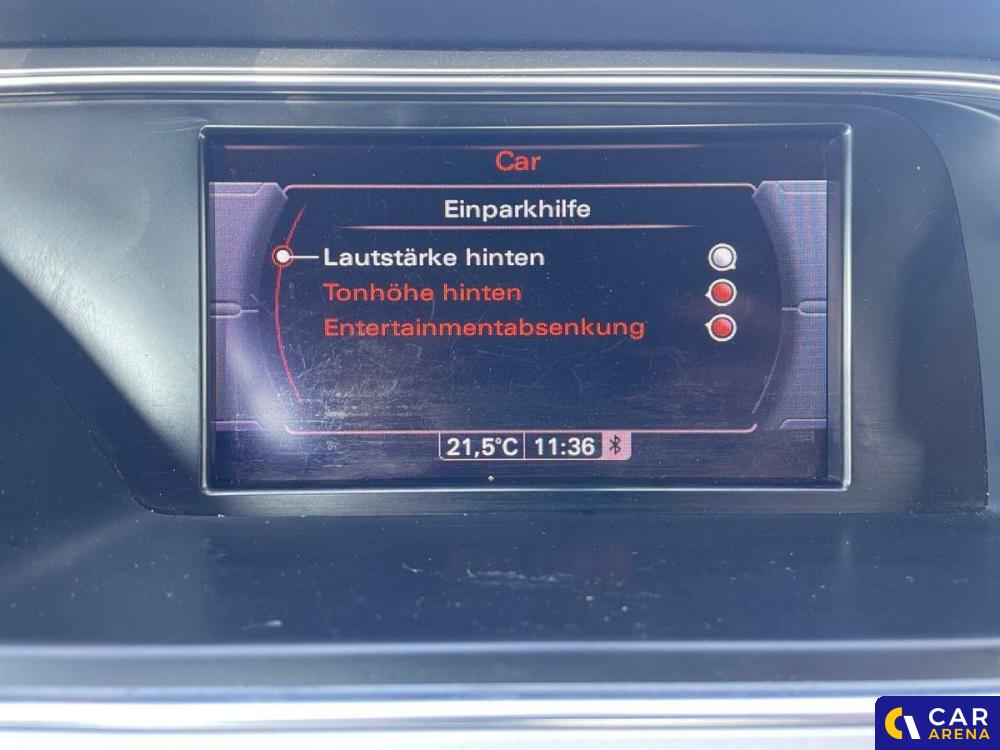 Car
Einparkhilfe
Lautstärke hinten
Tonhöhe hinten
Entertainmentabsenkung
21,5°C 11:36
CAR
ARENA